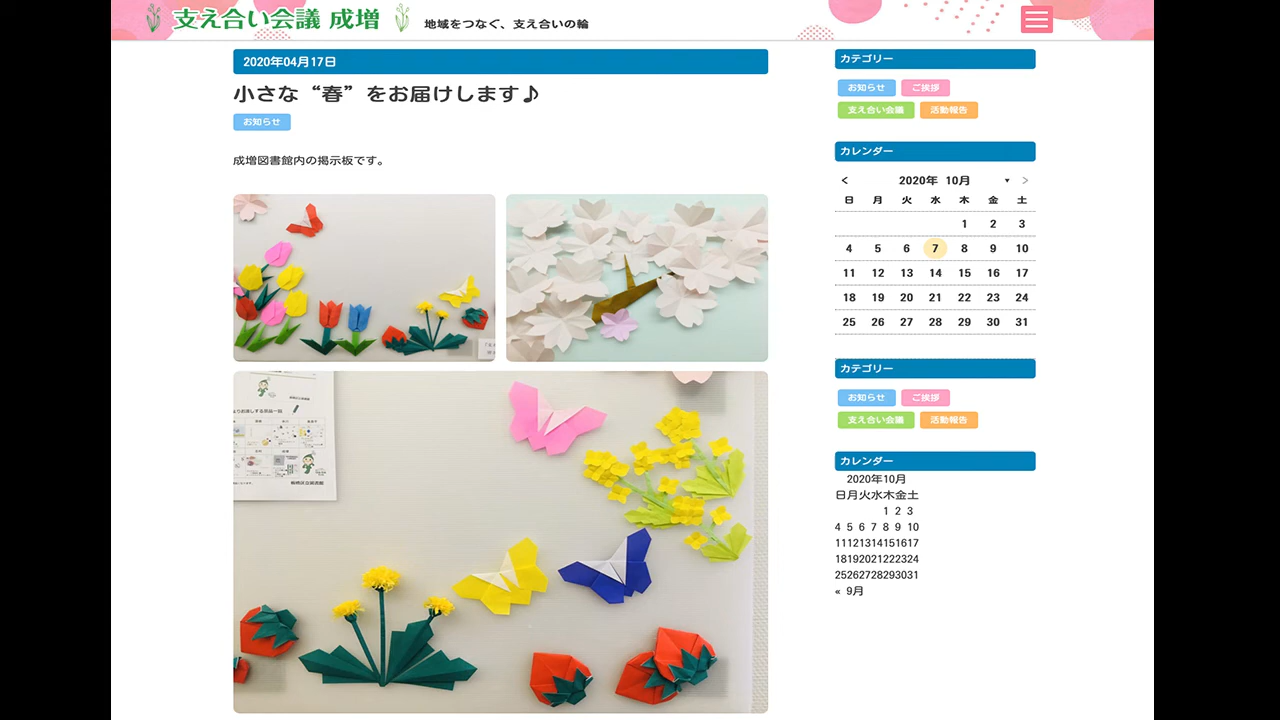 支え合い会議 成増
地域をつなぐ、支え合いの輪
2020年04月17日
小さな“春”をお届けします♪
お知らせ
成増図書館内の掲示板です。
カテゴリー
お知らせ ご挨拶
支え合い会議 活動報告
カレンダー
< 2020年 10月 ▼ >
日 月 火 水 木 金 土
1 2 3
4 5 6 7 8 9 10
11 12 13 14 15 16 17
18 19 20 21 22 23 24
25 26 27 28 29 30 31
カテゴリー
お知らせ ご挨拶
支え合い会議 活動報告
カレンダー
2020年10月
日月火水木金土
1 2 3
4 5 6 7 8 9 10
11121314151617
18192021222324
25262728293031
« 9月